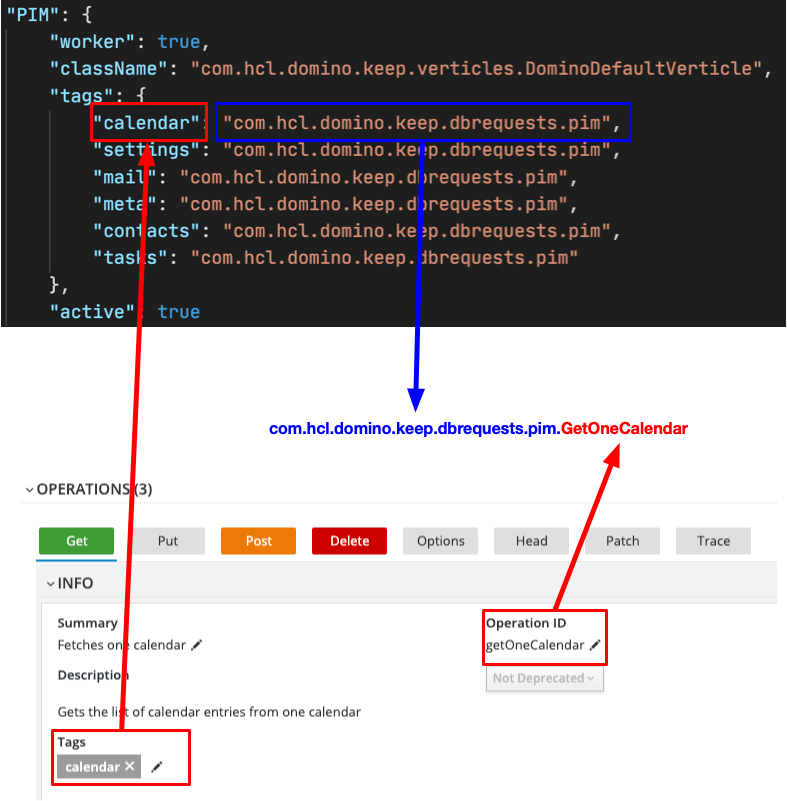 "PIM": {
"worker": true,
"className": "com.hcl.domino.keep.verticles.DominoDefaultVerticle",
"tags": {
"calendar": "com.hcl.domino.keep.dbrequests.pim",
"settings": "com.hcl.domino.keep.dbrequests.pim",
"mail": "com.hcl.domino.keep.dbrequests.pim",
"meta": "com.hcl.domino.keep.dbrequests.pim",
"contacts": "com.hcl.domino.keep.dbrequests.pim",
"tasks": "com.hcl.domino.keep.dbrequests.pim"
},
"active": true
com.hcl.domino.keep.dbrequests.pim.GetOneCalendar
OPERATIONS (3)
Get Put Post Delete Options Head Patch Trace
INFO
Summary Operation ID
Fetches one calendar getOneCalendar
Description Not Deprecated
Gets the list of calendar entries from one calendar
Tags
calendar ×